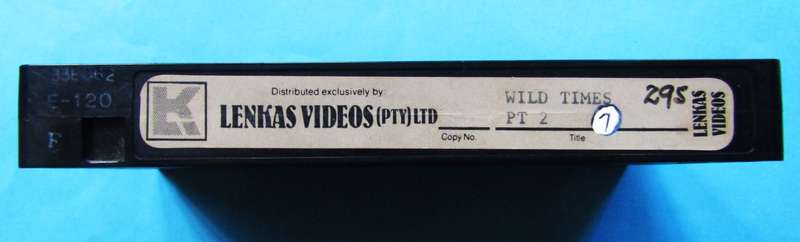 33E062
E-120
F
K
Distributed exclusively by:
LENKAS VIDEOS (PTY) LTD
Copy No.
WILD TIMES
PT 2
7
Title
295
LENKAS
VIDEOS